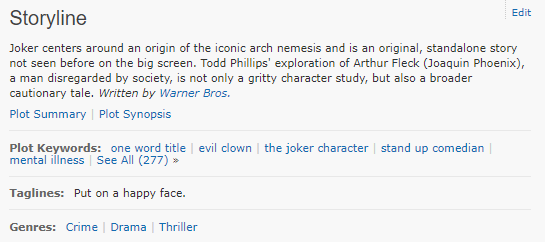 Storyline
Edit
Joker centers around an origin of the iconic arch nemesis and is an original, standalone story
not seen before on the big screen. Todd Phillips' exploration of Arthur Fleck (Joaquin Phoenix),
a man disregarded by society, is not only a gritty character study, but also a broader
cautionary tale. Written by Warner Bros.
Plot Summary | Plot Synopsis
Plot Keywords: one word title | evil clown | the joker character | stand up comedian |
mental illness | See All (277) »
Taglines: Put on a happy face.
Genres: Crime | Drama | Thriller